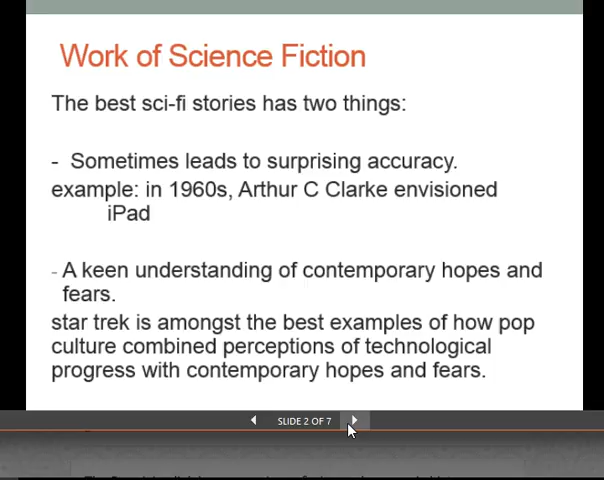 Work of Science Fiction
The best sci-fi stories has two things:
- Sometimes leads to surprising accuracy.
example: in 1960s, Arthur C Clarke envisioned
iPad
- A keen understanding of contemporary hopes and
fears.
star trek is amongst the best examples of how pop
culture combined perceptions of technological
progress with contemporary hopes and fears.
SLIDE 2 OF 7